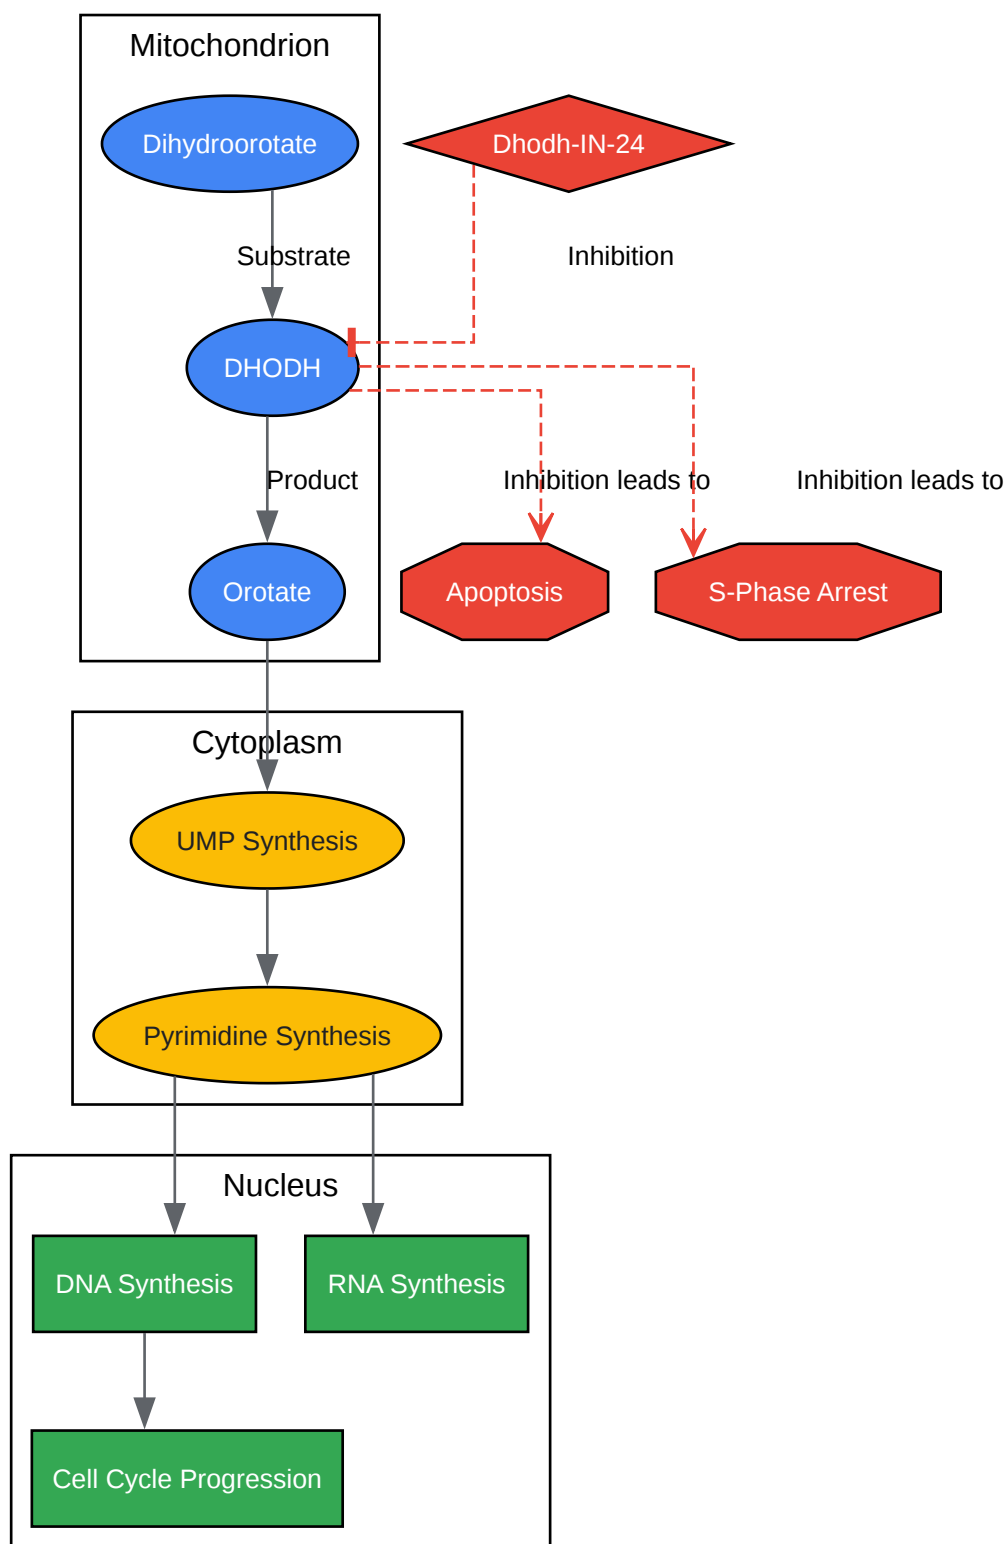 Mitochondrion
Dihydroorotate
Dhodh-IN-24
Substrate
Inhibition
DHODH
Product
Inhibition leads to
Inhibition leads to
Orotate
Apoptosis
S-Phase Arrest
Cytoplasm
UMP Synthesis
Pyrimidine Synthesis
Nucleus
DNA Synthesis
RNA Synthesis
Cell Cycle Progression